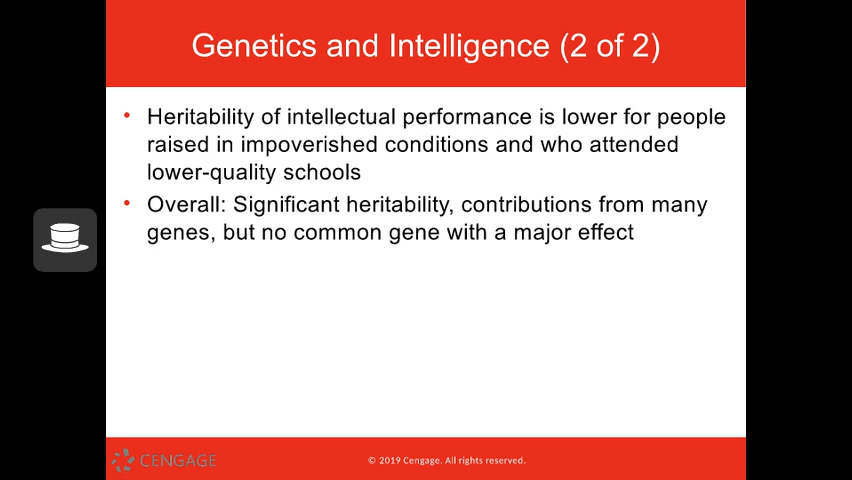 Genetics and Intelligence (2 of 2)
• Heritability of intellectual performance is lower for people
raised in impoverished conditions and who attended
lower-quality schools
• Overall: Significant heritability, contributions from many
genes, but no common gene with a major effect
CENGAGE
© 2019 Cengage. All rights reserved.